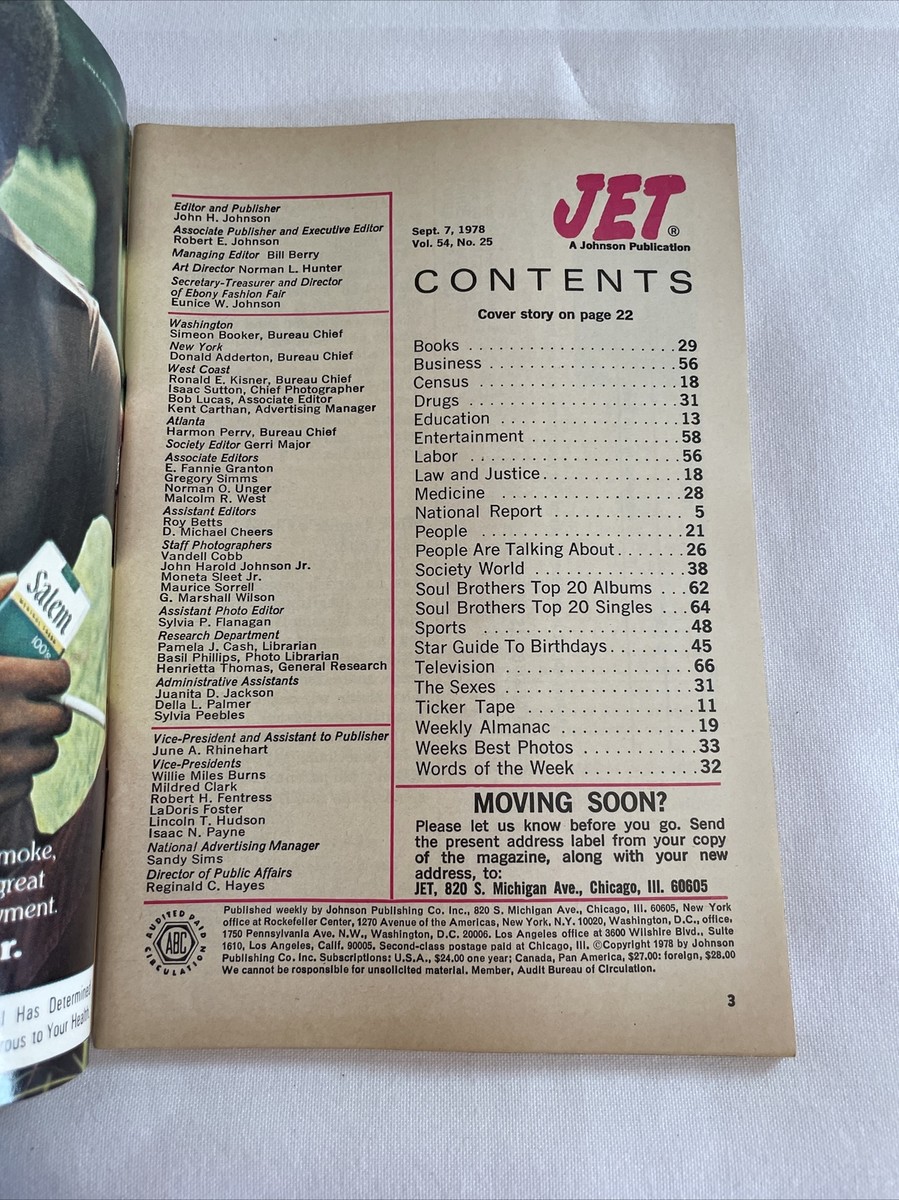 Salem
100's
moke,
great
ment.
r.
l Has Determined
rous to Your Health.
Editor and Publisher
John H. Johnson
Associate Publisher and Executive Editor
Robert E. Johnson
Managing Editor Bill Berry
Art Director Norman L. Hunter
Secretary-Treasurer and Director
of Ebony Fashion Fair
Eunice W. Johnson
Washington
Simeon Booker, Bureau Chief
New York
Donald Adderton, Bureau Chief
West Coast
Ronald E. Kisner, Bureau Chief
Isaac Sutton, Chief Photographer
Bob Lucas, Associate Editor
Kent Carthan, Advertising Manager
Atlanta
Harmon Perry, Bureau Chief
Society Editor Gerri Major
Associate Editors
E. Fannie Granton
Gregory Simms
Norman O. Unger
Malcolm R. West
Assistant Editors
Roy Betts
D. Michael Cheers
Staff Photographers
Vandell Cobb
John Harold Johnson Jr.
Moneta Sleet Jr.
Maurice Sorrell
G. Marshall Wilson
Assistant Photo Editor
Sylvia P. Flanagan
Research Department
Pamela J. Cash, Librarian
Basil Phillips, Photo Librarian
Henrietta Thomas, General Research
Administrative Assistants
Juanita D. Jackson
Della L. Palmer
Sylvia Peebles
Vice-President and Assistant to Publisher
June A. Rhinehart
Vice-Presidents
Willie Miles Burns
Mildred Clark
Robert H. Fentress
LaDoris Foster
Lincoln T. Hudson
Isaac N. Payne
National Advertising Manager
Sandy Sims
Director of Public Affairs
Reginald C. Hayes
JET®
A Johnson Publication
Sept. 7, 1978
Vol. 54, No. 25
CONTENTS
Cover story on page 22
Books . . . . . . . . . . . . . . . . . . . . . 29
Business . . . . . . . . . . . . . . . . . . . . 56
Census . . . . . . . . . . . . . . . . . . . . 18
Drugs . . . . . . . . . . . . . . . . . . . . . 31
Education . . . . . . . . . . . . . . . . . . . 13
Entertainment . . . . . . . . . . . . . . . 58
Labor . . . . . . . . . . . . . . . . . . . . . 56
Law and Justice . . . . . . . . . . . . . . 18
Medicine . . . . . . . . . . . . . . . . . . 28
National Report . . . . . . . . . . . . . 5
People . . . . . . . . . . . . . . . . . . . . 21
People Are Talking About . . . . . . . 26
Society World . . . . . . . . . . . . . . . 38
Soul Brothers Top 20 Albums . . . 62
Soul Brothers Top 20 Singles . . . 64
Sports . . . . . . . . . . . . . . . . . . . . 48
Star Guide To Birthdays . . . . . . . . 45
Television . . . . . . . . . . . . . . . . . . 66
The Sexes . . . . . . . . . . . . . . . . . . 31
Ticker Tape . . . . . . . . . . . . . . . . . 11
Weekly Almanac . . . . . . . . . . . . . 19
Weeks Best Photos . . . . . . . . . . . 33
Words of the Week . . . . . . . . . . . 32
MOVING SOON?
Please let us know before you go. Send
the present address label from your copy
of the magazine, along with your new
address, to:
JET, 820 S. Michigan Ave., Chicago, Ill. 60605
AUDITED PAID
ABC
CIRCULATION
Published weekly by Johnson Publishing Co. Inc., 820 S. Michigan Ave., Chicago, Ill. 60605, New York
office at Rockefeller Center, 1270 Avenue of the Americas, New York, N.Y. 10020, Washington, D.C., office,
1750 Pennsylvania Ave. N.W., Washington, D.C. 20006. Los Angeles office at 3600 Wilshire Blvd., Suite
1610, Los Angeles, Calif. 90005. Second-class postage paid at Chicago, Ill. ©Copyright 1978 by Johnson
Publishing Co. Inc. Subscriptions: U.S.A., $24.00 one year; Canada, Pan America, $27.00: foreign, $28.00
We cannot be responsible for unsolicited material. Member, Audit Bureau of Circulation.
3